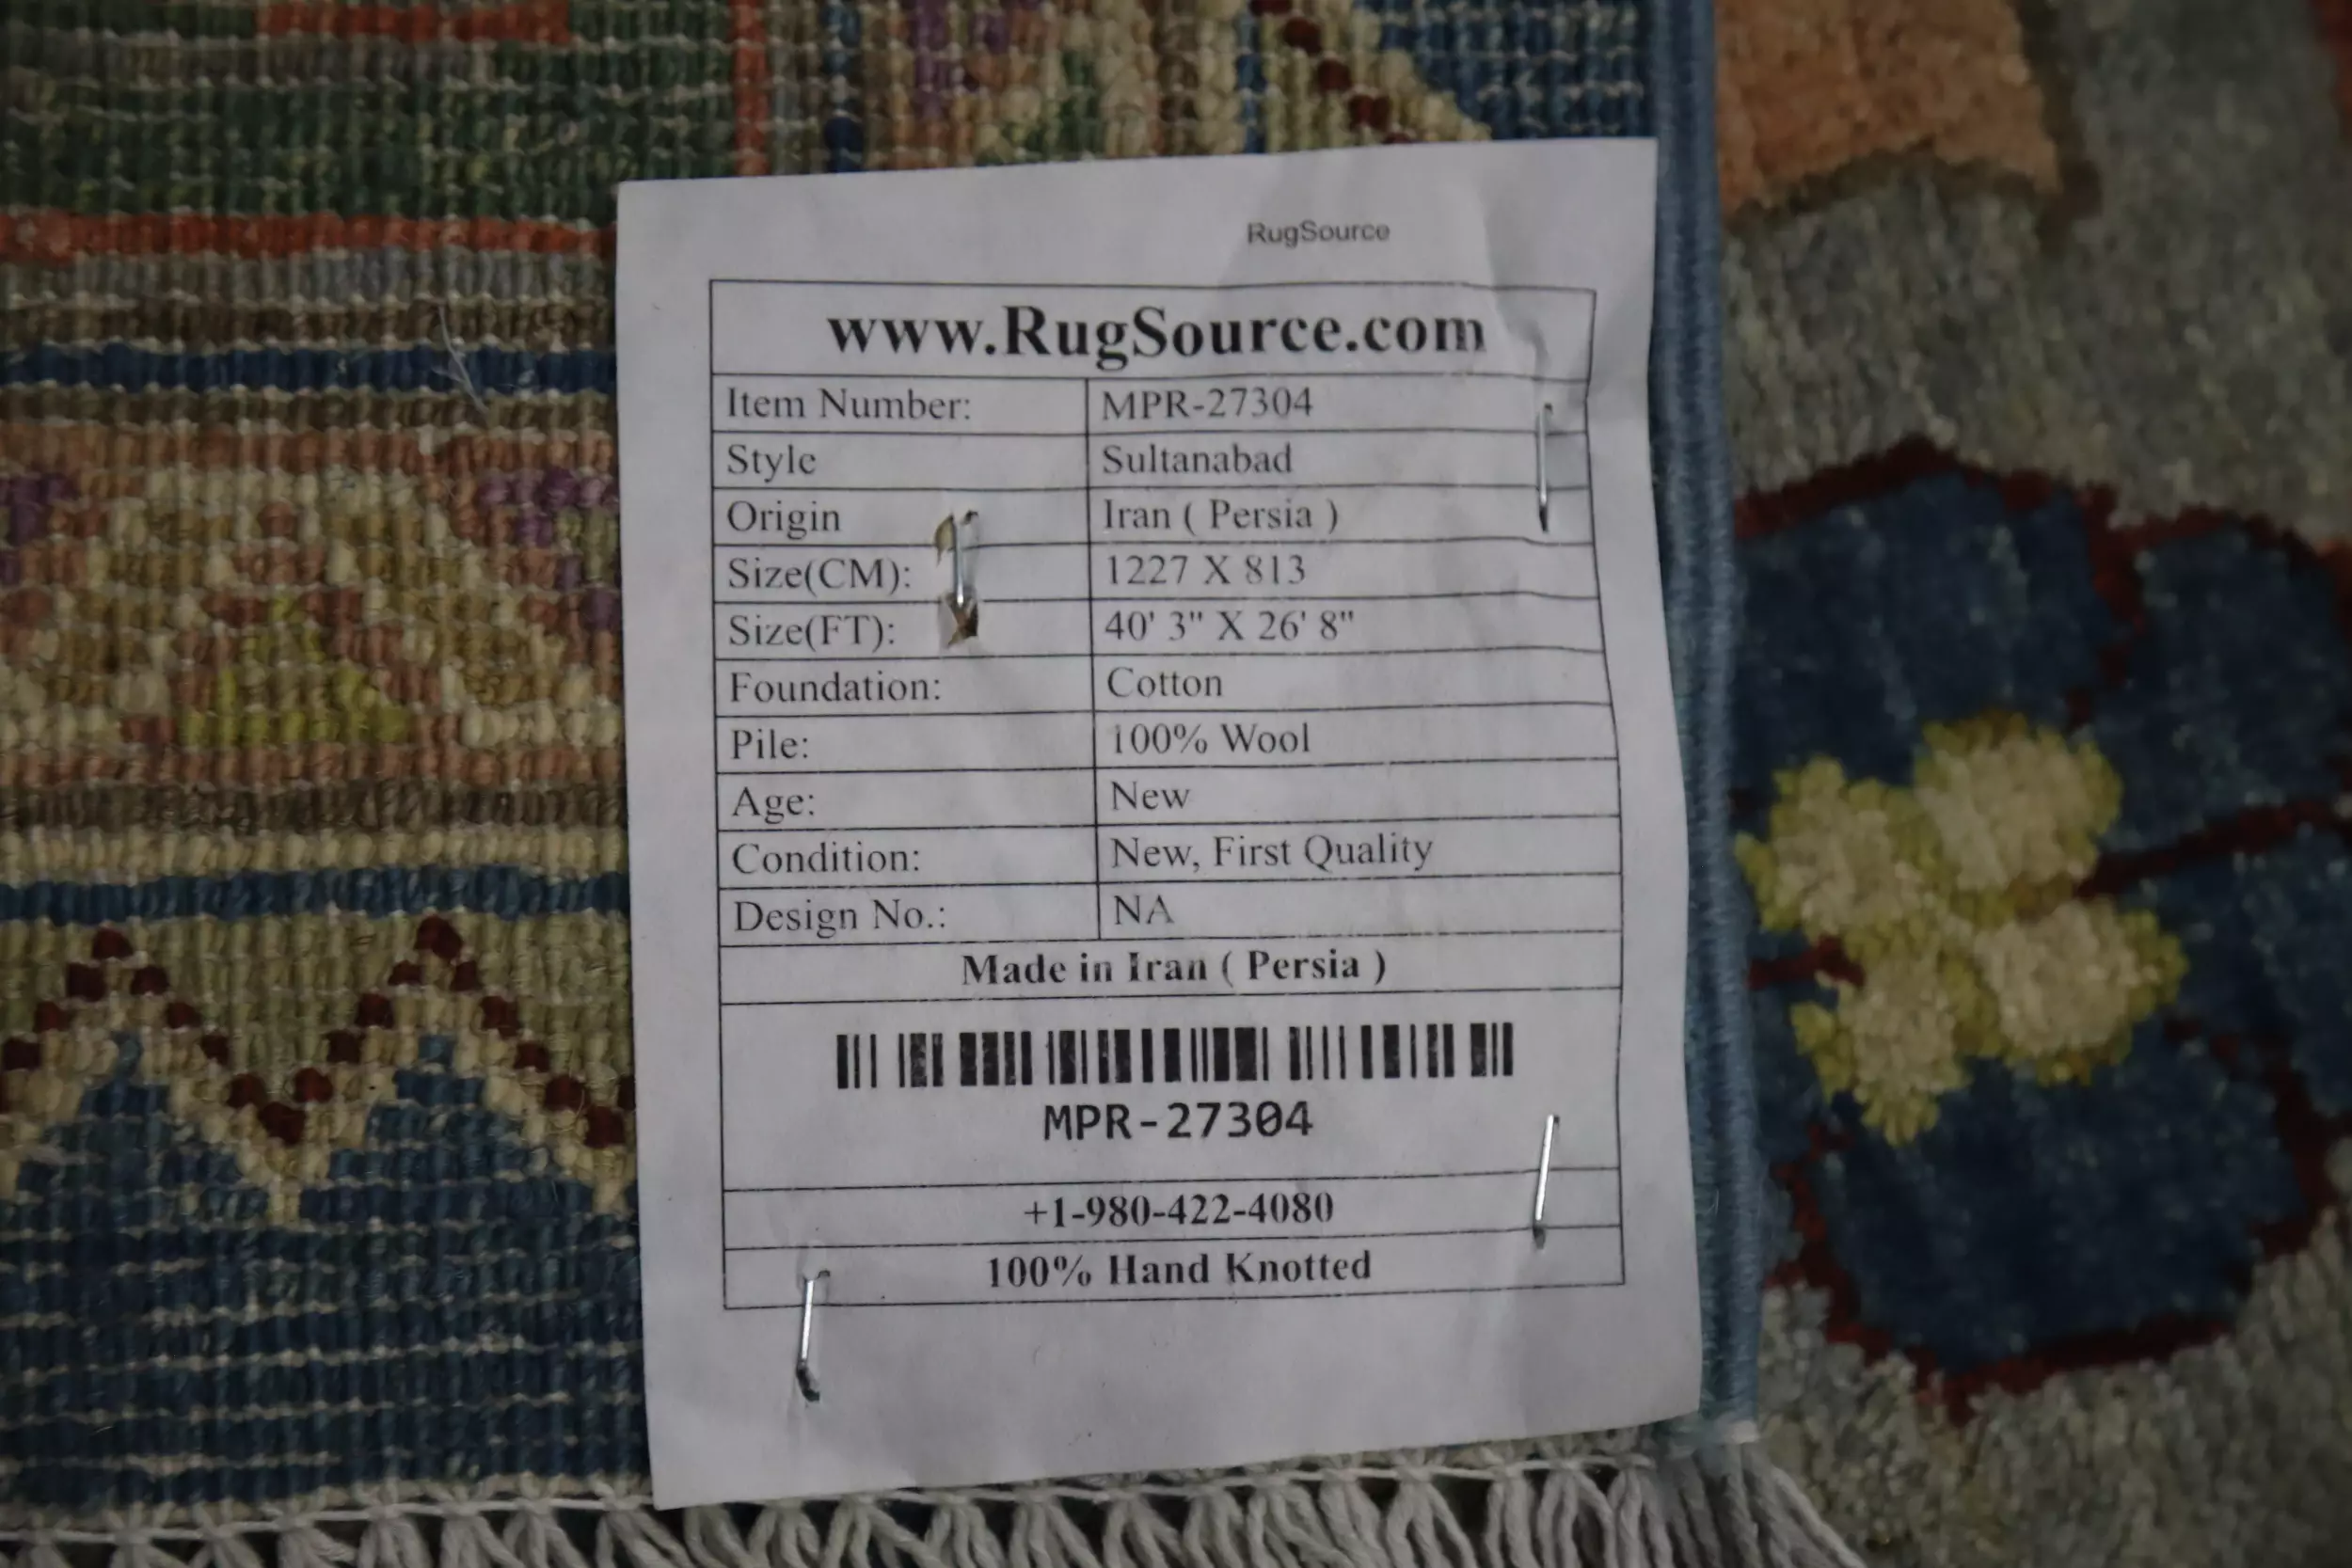 RugSource
www.RugSource.com
Item Number: MPR-27304
Style Sultanabad
Origin Iran ( Persia )
Size(CM): 1227 X 813
Size(FT): 40' 3" X 26' 8"
Foundation: Cotton
Pile: 100% Wool
Age: New
Condition: New, First Quality
Design No.: NA
Made in Iran ( Persia )
MPR-27304
+1-980-422-4080
100% Hand Knotted